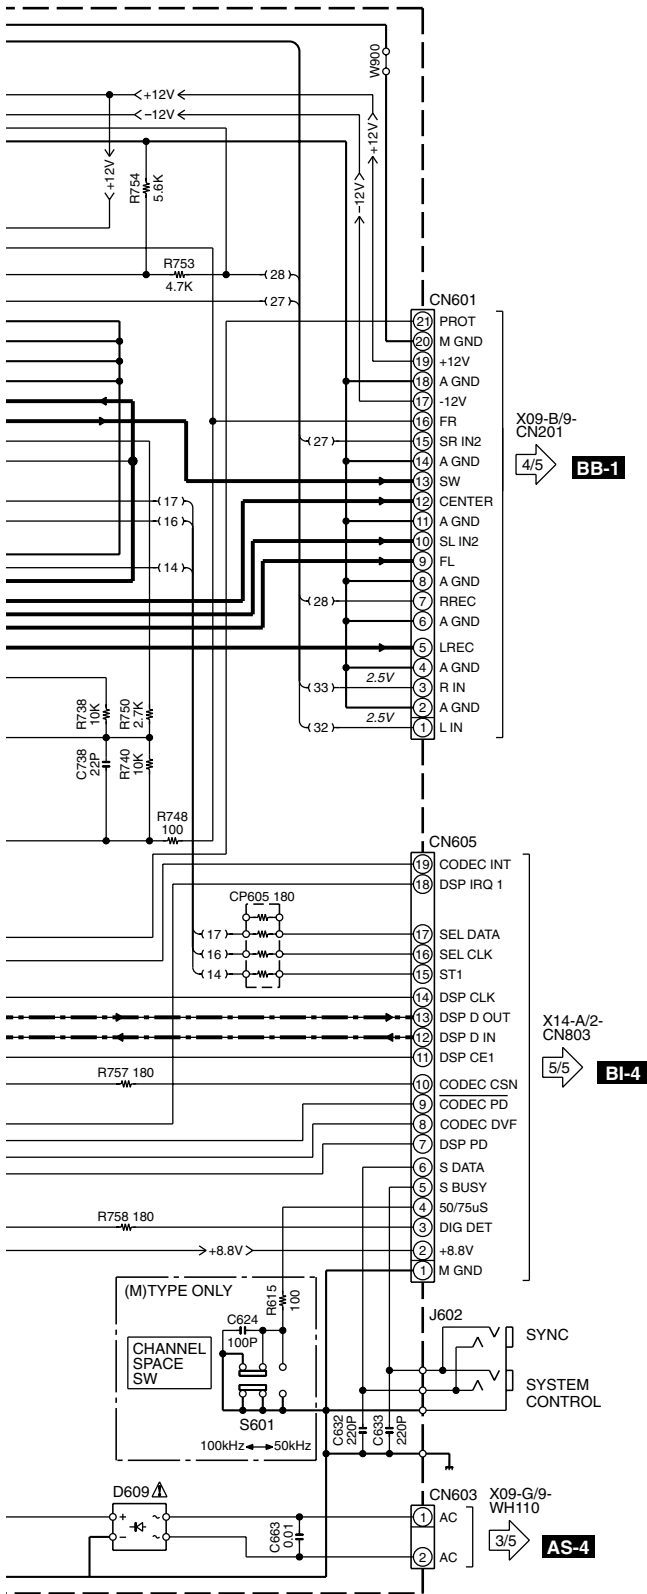 W900
+12V
-12V
+12V
+12V
-12V
R754
5.6K
R753
4.7K
28
27
CN601
21 PROT
20 M GND
19 +12V
18 A GND
17 -12V
16 FR
27 15 SR IN2
14 A GND
13 SW
12 CENTER
11 A GND
10 SL IN2
9 FL
8 A GND
28 7 RREC
6 A GND
5 LREC
4 A GND
33 2.5V 3 R IN
2 A GND
32 2.5V 1 L IN
X09-B/9-
CN201
4/5
BB-1
17
16
14
R738
10K
R750
2.7K
C738
22P
R740
10K
R748
100
CN605
19 CODEC INT
18 DSP IRQ 1
CP605 180
17 17 SEL DATA
16 16 SEL CLK
14 15 ST1
14 DSP CLK
13 DSP D OUT
12 DSP D IN
11 DSP CE1
R757 180
10 CODEC CSN
9 CODEC PD
8 CODEC DVF
7 DSP PD
6 S DATA
5 S BUSY
4 50/75uS
R758 180
3 DIG DET
+8.8V 2 +8.8V
1 M GND
X14-A/2-
CN803
5/5
BI-4
(M)TYPE ONLY
R615
100
C624
100P
CHANNEL
SPACE
SW
S601
100kHz 50kHz
J602
SYNC
SYSTEM
CONTROL
C632
220P
C633
220P
D609
+ ~
- ~
C663
0.01
CN603
1 AC
2 AC
X09-G/9-
WH110
3/5
AS-4